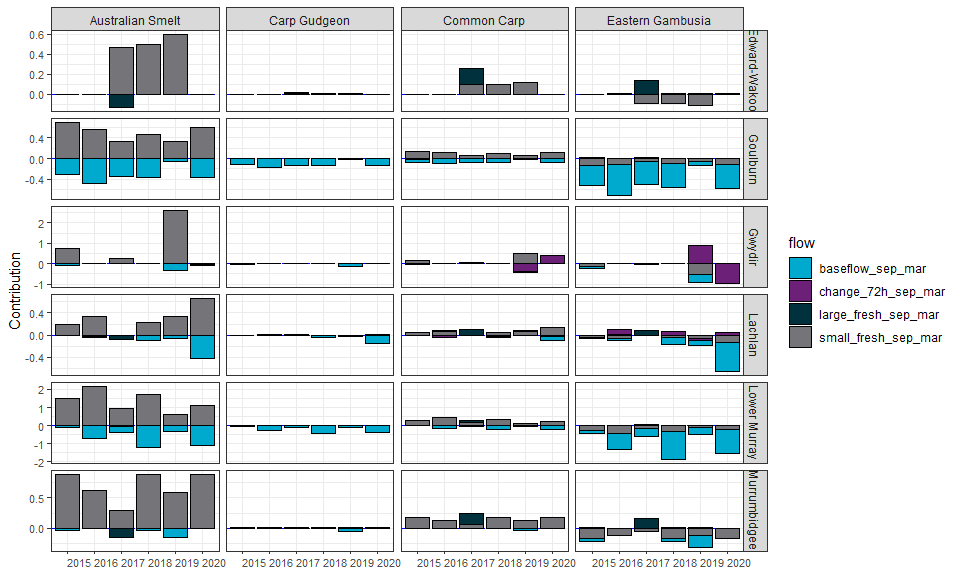 Australian Smelt Carp Gudgeon Common Carp Eastern Gambusia
0.6
0.4
0.2
0.0
Edward-Wakool
0.4
0.0
-0.4
Goulburn
2
1
0
-1
Gwydir
0.4
0.0
-0.4
Lachlan
2
1
0
-1
-2
Lower Murray
0.5
0.0
Murrumbidgee
2015 2016 2017 2018 2019 2020 2015 2016 2017 2018 2019 2020 2015 2016 2017 2018 2019 2020 2015 2016 2017 2018 2019 2020
Contribution
flow
baseflow_sep_mar
change_72h_sep_mar
large_fresh_sep_mar
small_fresh_sep_mar